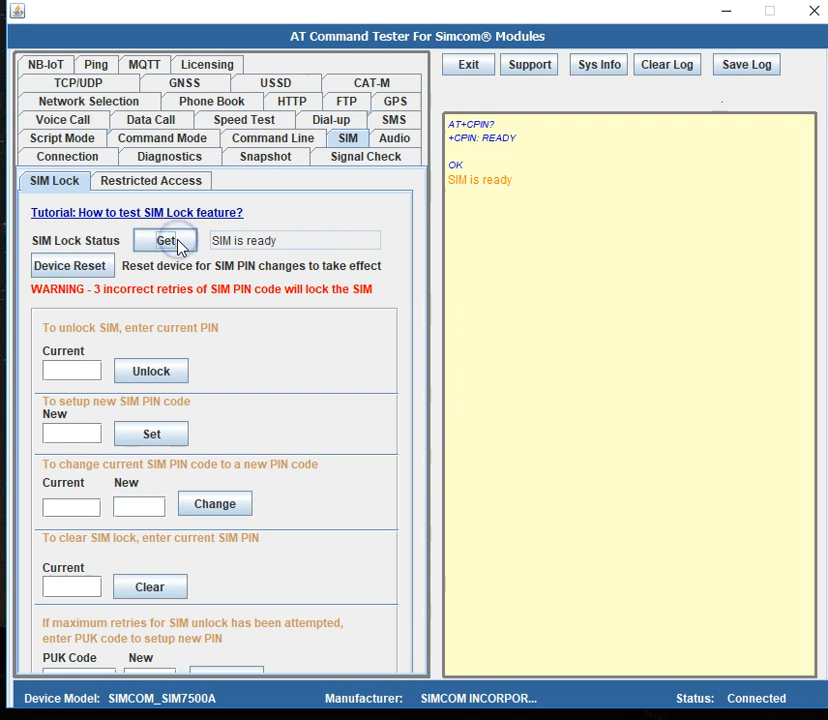 AT Command Tester For Simcom® Modules
NB-IoT Ping MQTT Licensing
TCP/UDP GNSS USSD CAT-M
Network Selection Phone Book HTTP FTP GPS
Voice Call Data Call Speed Test Dial-up SMS
Script Mode Command Mode Command Line SIM Audio
Connection Diagnostics Snapshot Signal Check
SIM Lock Restricted Access
Tutorial: How to test SIM Lock feature?
SIM Lock Status Get SIM is ready
Device Reset Reset device for SIM PIN changes to take effect
WARNING - 3 incorrect retries of SIM PIN code will lock the SIM
To unlock SIM, enter current PIN
Current
Unlock
To setup new SIM PIN code
New
Set
To change current SIM PIN code to a new PIN code
Current New
Change
To clear SIM lock, enter current SIM PIN
Current
Clear
If maximum retries for SIM unlock has been attempted,
enter PUK code to setup new PIN
PUK Code New
Exit Support Sys Info Clear Log Save Log
AT+CPIN?
+CPIN: READY
OK
SIM is ready
Device Model: SIMCOM_SIM7500A Manufacturer: SIMCOM INCORPOR... Status: Connected